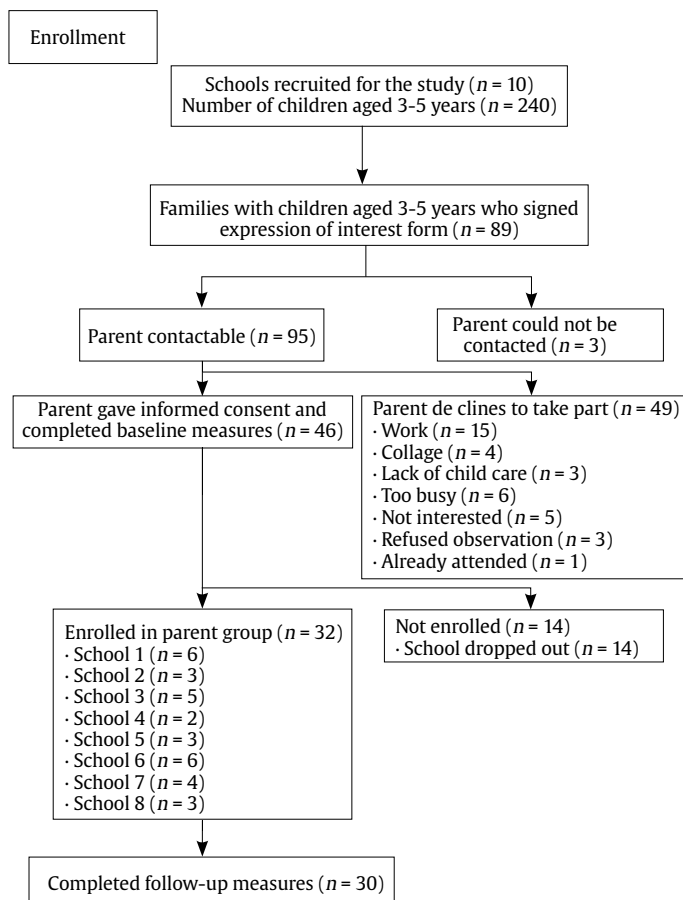 Enrollment
Schools recruited for the study (n = 10)
Number of children aged 3-5 years (n = 240)
Families with children aged 3-5 years who signed
expression of interest form (n = 89)
Parent contactable (n = 95)
Parent could not be
contacted (n = 3)
Parent gave informed consent and
completed baseline measures (n = 46)
Parent de clines to take part (n = 49)
· Work (n = 15)
· Collage (n = 4)
· Lack of child care (n = 3)
· Too busy (n = 6)
· Not interested (n = 5)
· Refused observation (n = 3)
· Already attended (n = 1)
Enrolled in parent group (n = 32)
· School 1 (n = 6)
· School 2 (n = 3)
· School 3 (n = 5)
· School 4 (n = 2)
· School 5 (n = 3)
· School 6 (n = 6)
· School 7 (n = 4)
· School 8 (n = 3)
Not enrolled (n = 14)
· School dropped out (n = 14)
Completed follow-up measures (n = 30)